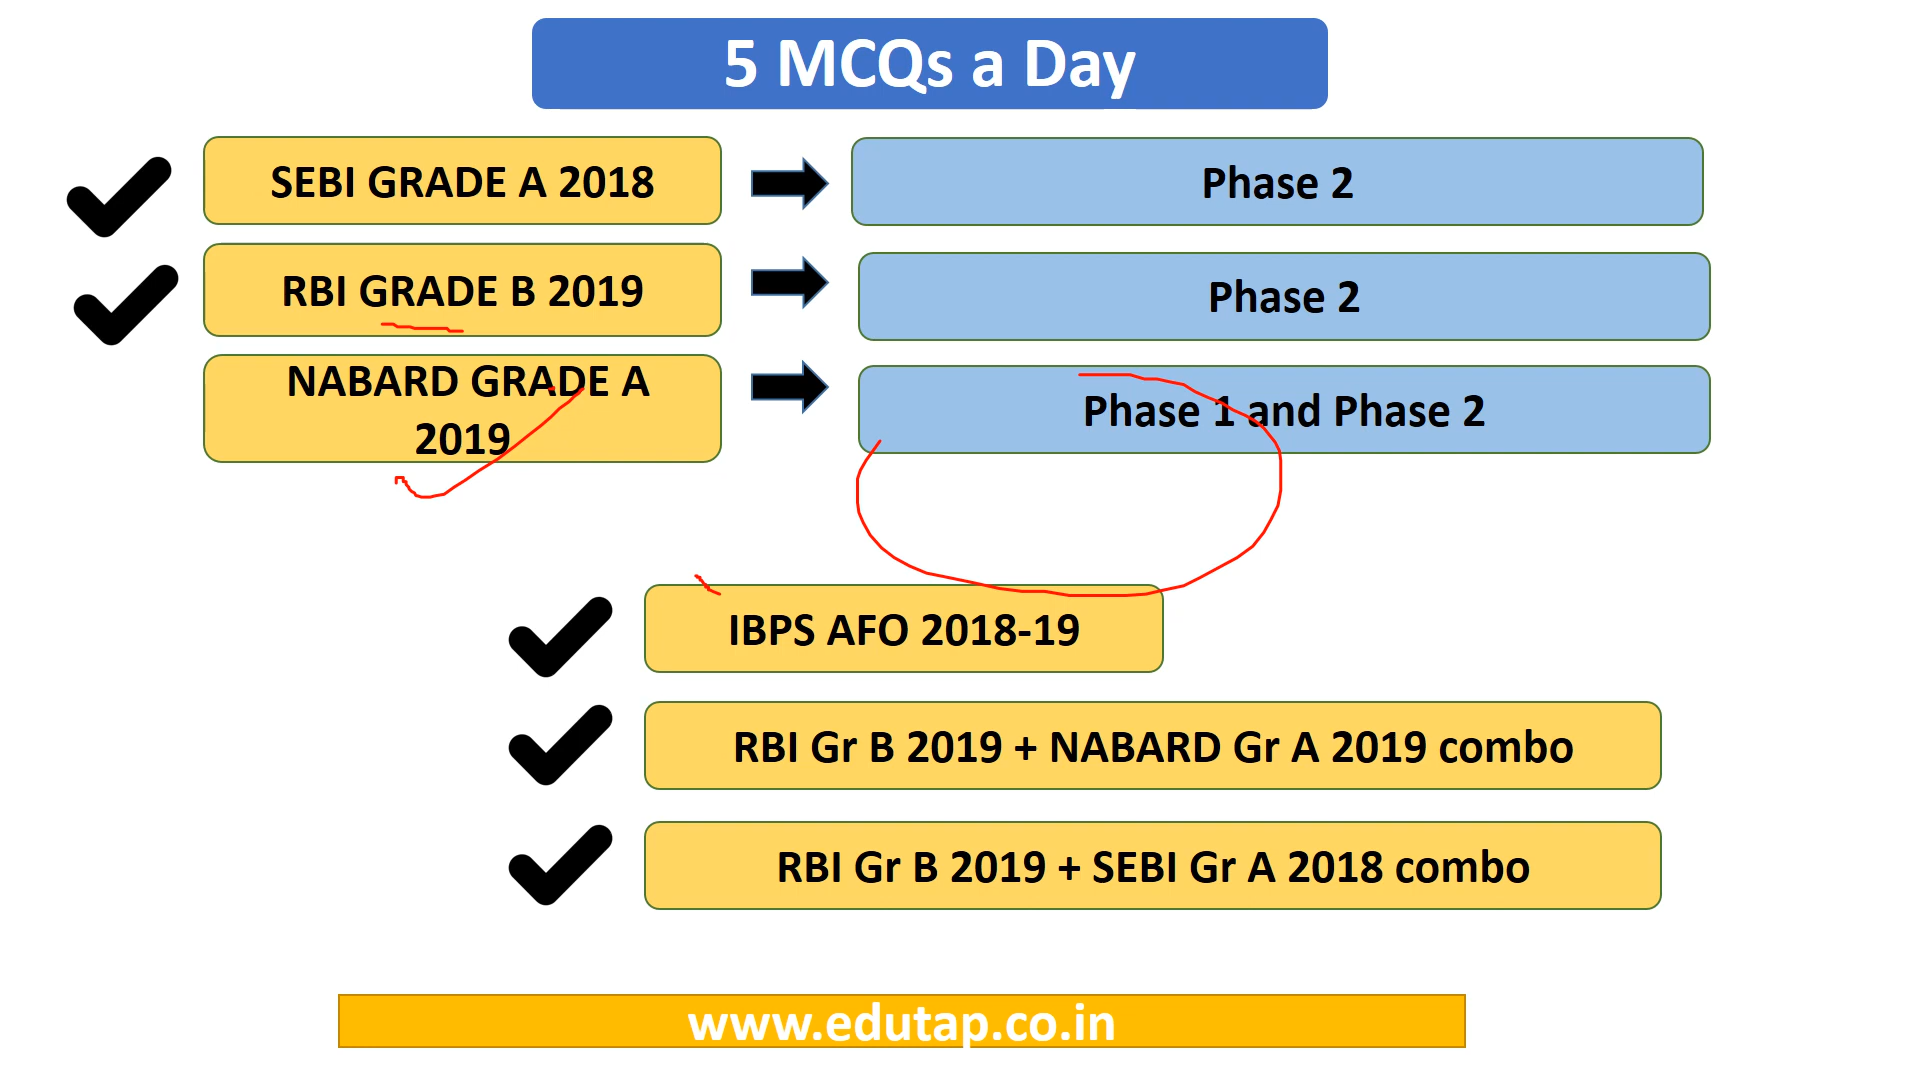 5 MCQs a Day
SEBI GRADE A 2018
Phase 2
RBI GRADE B 2019
Phase 2
NABARD GRADE A
2019
Phase 1 and Phase 2
IBPS AFO 2018-19
RBI Gr B 2019 + NABARD Gr A 2019 combo
RBI Gr B 2019 + SEBI Gr A 2018 combo
www.edutap.co.in